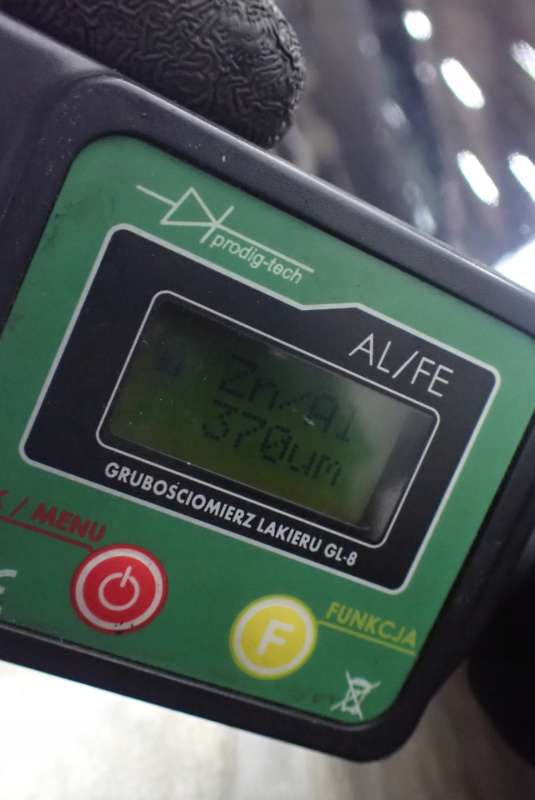 prodig-tech
AL/FE
Zn/Al
370um
GRUBOŚCIOMIERZ LAKIERU GL-8
/ MENU
FUNKCJA
F